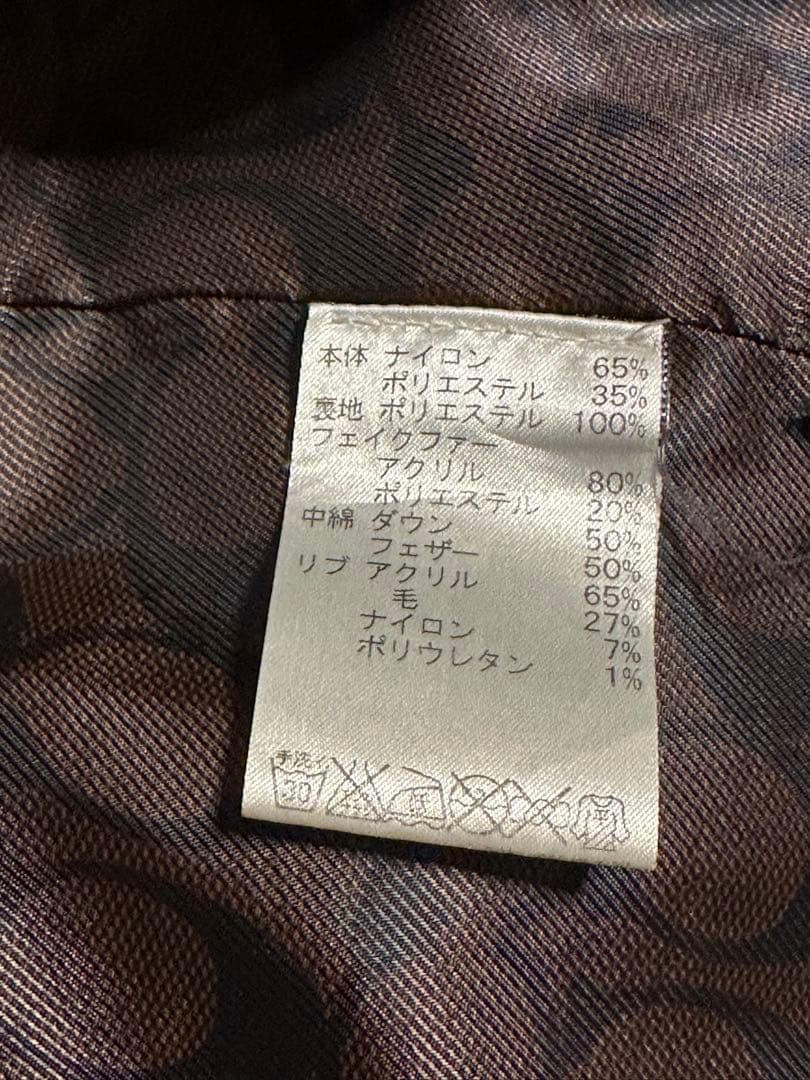 本体 ナイロン 65%
ポリエステル 35%
裏地 ポリエステル 100%
フェイクファー
アクリル 80%
ポリエステル 20%
中綿 ダウン 50%
フェザー 50%
リブ アクリル 65%
毛 27%
ナイロン 7%
ポリウレタン 1%
手洗イ
30